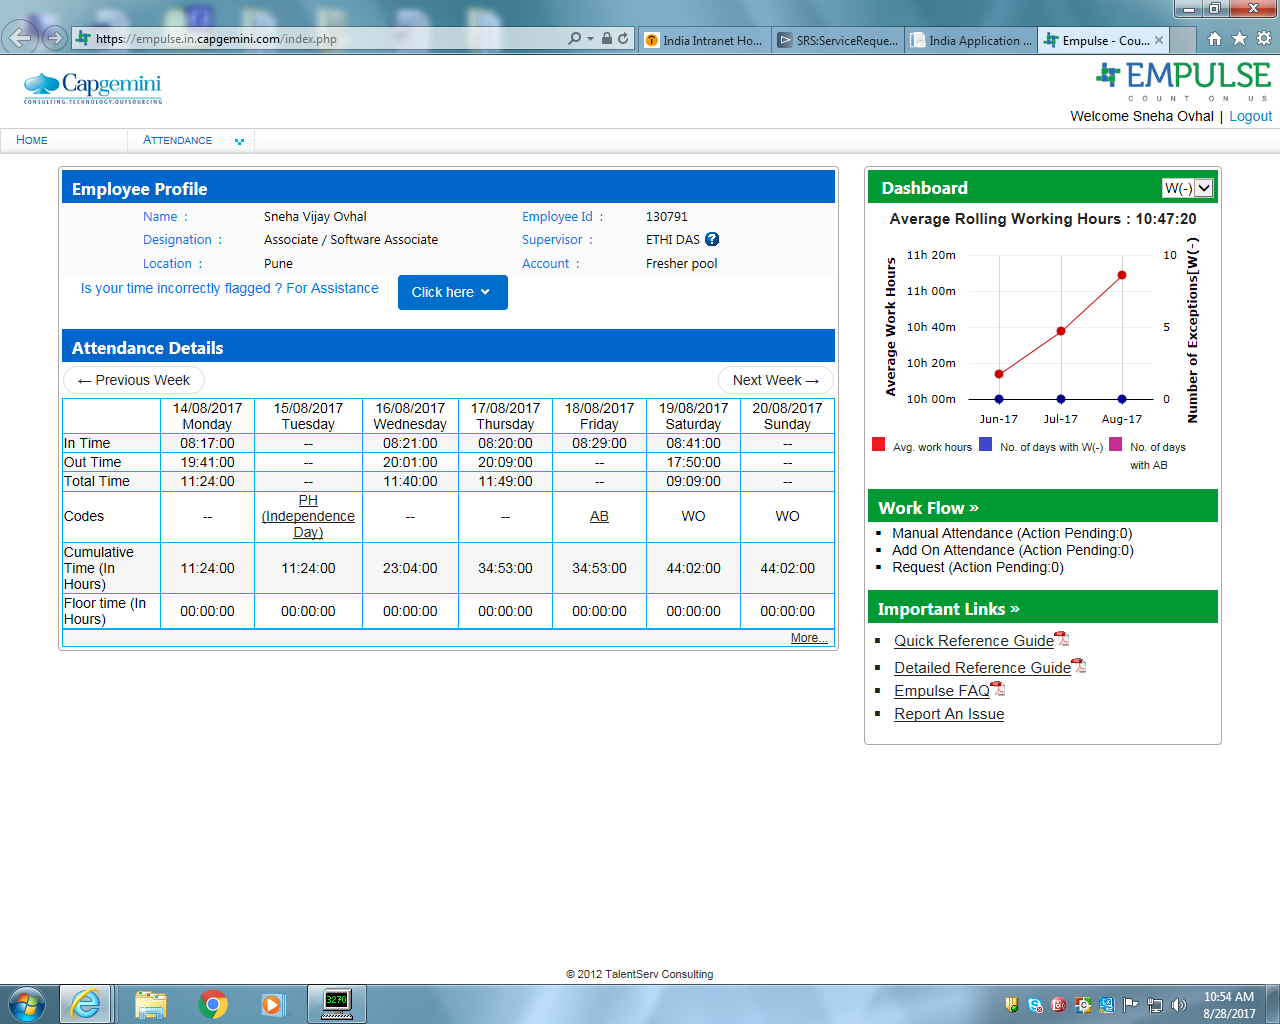 https://empulse.in.capgemini.com/index.php
India Intranet Ho...
SRS:ServiceReque...
India Application ...
Empulse - Cou...
Capgemini
CONSULTING.TECHNOLOGY.OUTSOURCING
EMPULSE
COUNT ON US
Welcome Sneha Ovhal | Logout
HOME
ATTENDANCE
Employee Profile
Name :
Sneha Vijay Ovhal
Employee Id :
130791
Designation :
Associate / Software Associate
Supervisor :
ETHI DAS ?
Location :
Pune
Account :
Fresher pool
Is your time incorrectly flagged ? For Assistance
Click here
Attendance Details
← Previous Week
Next Week →
14/08/2017 Monday
15/08/2017 Tuesday
16/08/2017 Wednesday
17/08/2017 Thursday
18/08/2017 Friday
19/08/2017 Saturday
20/08/2017 Sunday
In Time 08:17:00 -- 08:21:00 08:20:00 08:29:00 08:41:00 --
Out Time 19:41:00 -- 20:01:00 20:09:00 -- 17:50:00 --
Total Time 11:24:00 -- 11:40:00 11:49:00 -- 09:09:00 --
Codes -- PH (Independence Day) -- -- AB WO WO
Cumulative Time (In Hours) 11:24:00 11:24:00 23:04:00 34:53:00 34:53:00 44:02:00 44:02:00
Floor time (In Hours) 00:00:00 00:00:00 00:00:00 00:00:00 00:00:00 00:00:00 00:00:00
More...
Dashboard
W(-)
Average Rolling Working Hours : 10:47:20
Average Work Hours
11h 20m
11h 00m
10h 40m
10h 20m
10h 00m
10
5
0
Number of Exceptions[W(-)
Jun-17
Jul-17
Aug-17
Avg. work hours
No. of days with W(-)
No. of days with AB
Work Flow »
Manual Attendance (Action Pending:0)
Add On Attendance (Action Pending:0)
Request (Action Pending:0)
Important Links »
Quick Reference Guide
Detailed Reference Guide
Empulse FAQ
Report An Issue
© 2012 TalentServ Consulting
3270
10:54 AM
8/28/2017